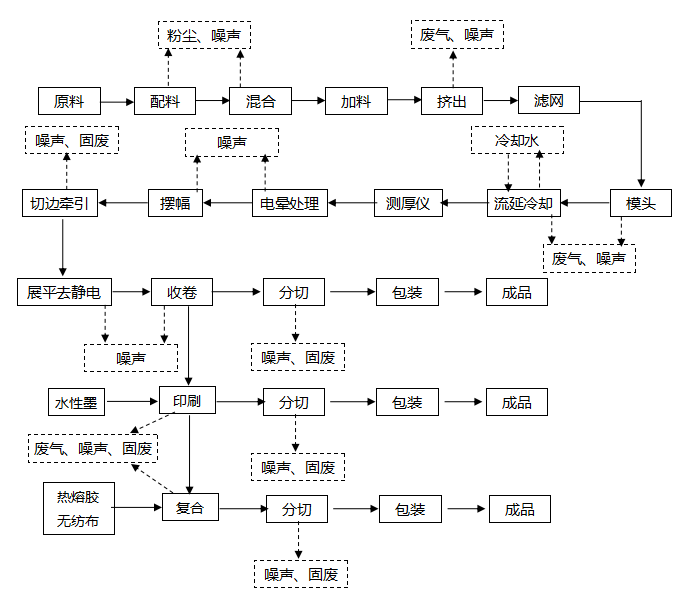 粉尘、噪声
废气、噪声
原料
配料
混合
加料
挤出
滤网
噪声、固废
噪声
冷却水
切边牵引
摆幅
电晕处理
测厚仪
流延冷却
模头
废气、噪声
展平去静电
收卷
分切
包装
成品
噪声
噪声、固废
水性墨
印刷
分切
包装
成品
废气、噪声、固废
噪声、固废
热熔胶
无纺布
复合
分切
包装
成品
噪声、固废